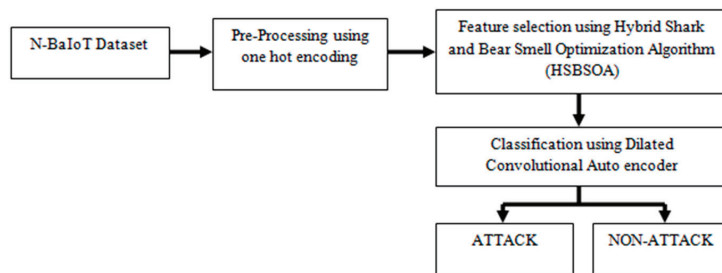 N-BaIoT Dataset
Pre-Processing using
one hot encoding
Feature selection using Hybrid Shark
and Bear Smell Optimization Algorithm
(HSBSOA)
Classification using Dilated
Convolutional Auto encoder
ATTACK
NON-ATTACK